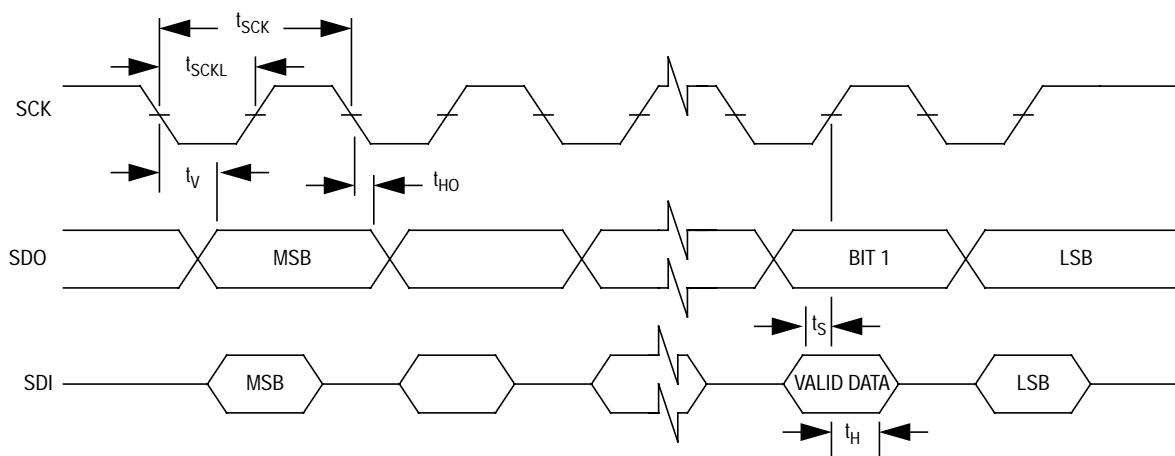 tSCK
tSCKL
SCK
tV
tHO
SDO
MSB
BIT 1
LSB
tS
SDI
MSB
VALID DATA
LSB
tH